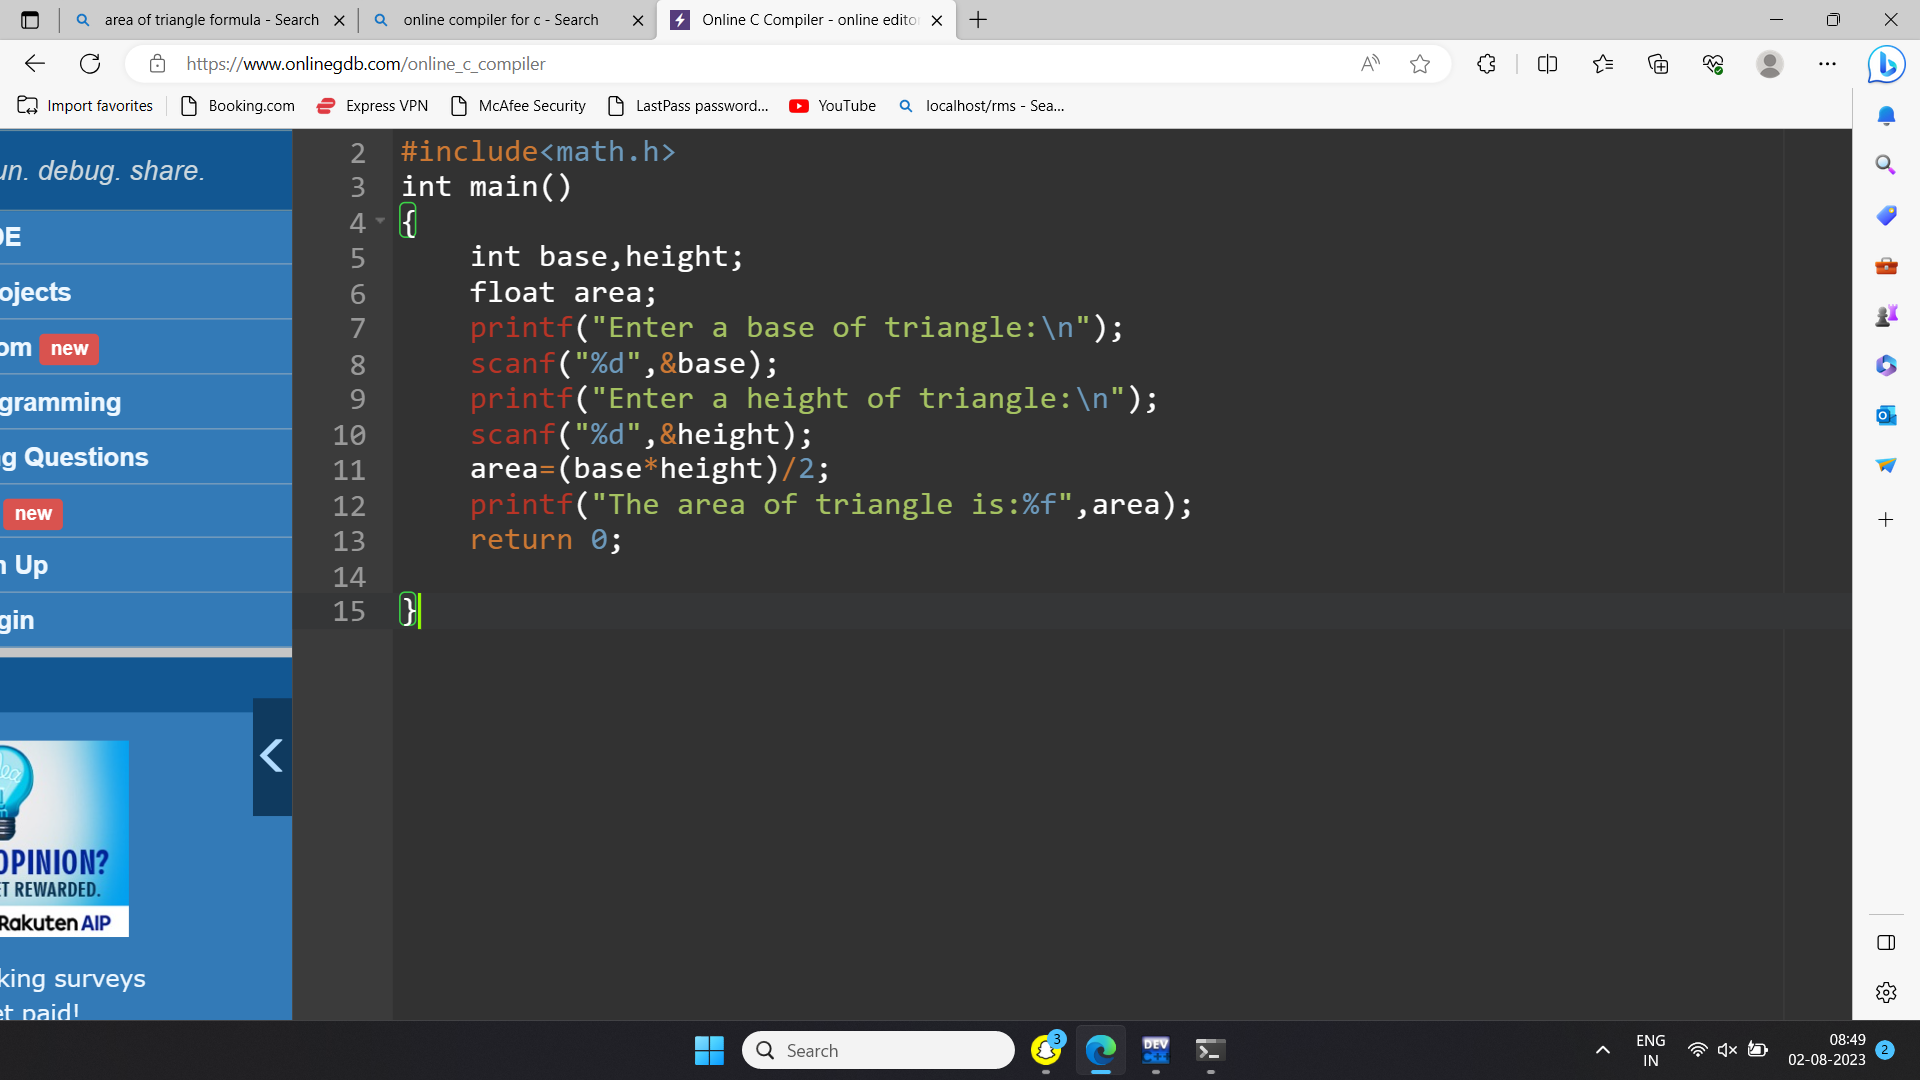 area of triangle formula - Search
online compiler for c - Search
Online C Compiler - online edito
https://www.onlinegdb.com/online_c_compiler
Import favorites
Booking.com
Express VPN
McAfee Security
LastPass password...
YouTube
localhost/rms - Sea...
un. debug. share.
DE
ojects
om new
gramming
g Questions
new
n Up
gin
OPINION?
ET REWARDED.
Rakuten AIP
king surveys
et paid!
2 #include<math.h>
3 int main()
4 {
5 int base,height;
6 float area;
7 printf("Enter a base of triangle:\n");
8 scanf("%d",&base);
9 printf("Enter a height of triangle:\n");
10 scanf("%d",&height);
11 area=(base*height)/2;
12 printf("The area of triangle is:%f",area);
13 return 0;
14
15 }
Search
3
DEV
ENG
IN
08:49
02-08-2023
2